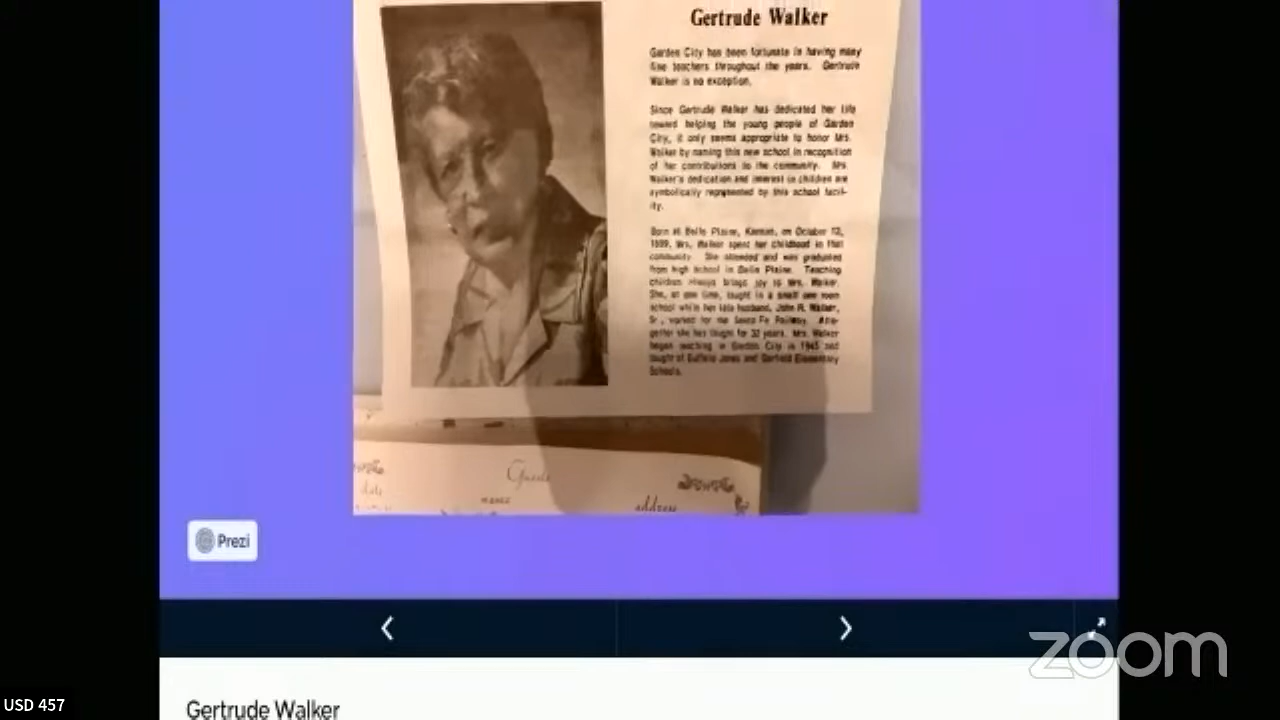 Gertrude Walker
Garden City has been fortunate in having many
fine teachers throughout the years. Gertrude
Walker is no exception.
Since Gertrude Walker has dedicated her life
toward helping the young people of Garden
City, it only seems appropriate to honor Mrs.
Walker by naming this new school in recognition
of her contributions to the community. Mrs.
Walker's dedication and interest in children are
symbolically represented by this school facil-
ity.
Born at Belle Plaine, Kansas, on October 12,
1899, Mrs. Walker spent her childhood in that
community. She attended and was graduated
from high school in Belle Plaine. Teaching
children always brings joy to Mrs. Walker.
She, at one time, taught in a small one room
school while her late husband, John R. Walker,
Sr., worked for the Santa Fe Railway. Alto-
gether she has taught for 32 years. Mrs. Walker
began teaching in Garden City in 1945 and
taught at Buffalo Jones and Garfield Elementary
Schools.
Guests
name
address
Prezi
zoom
USD 457
Gertrude Walker